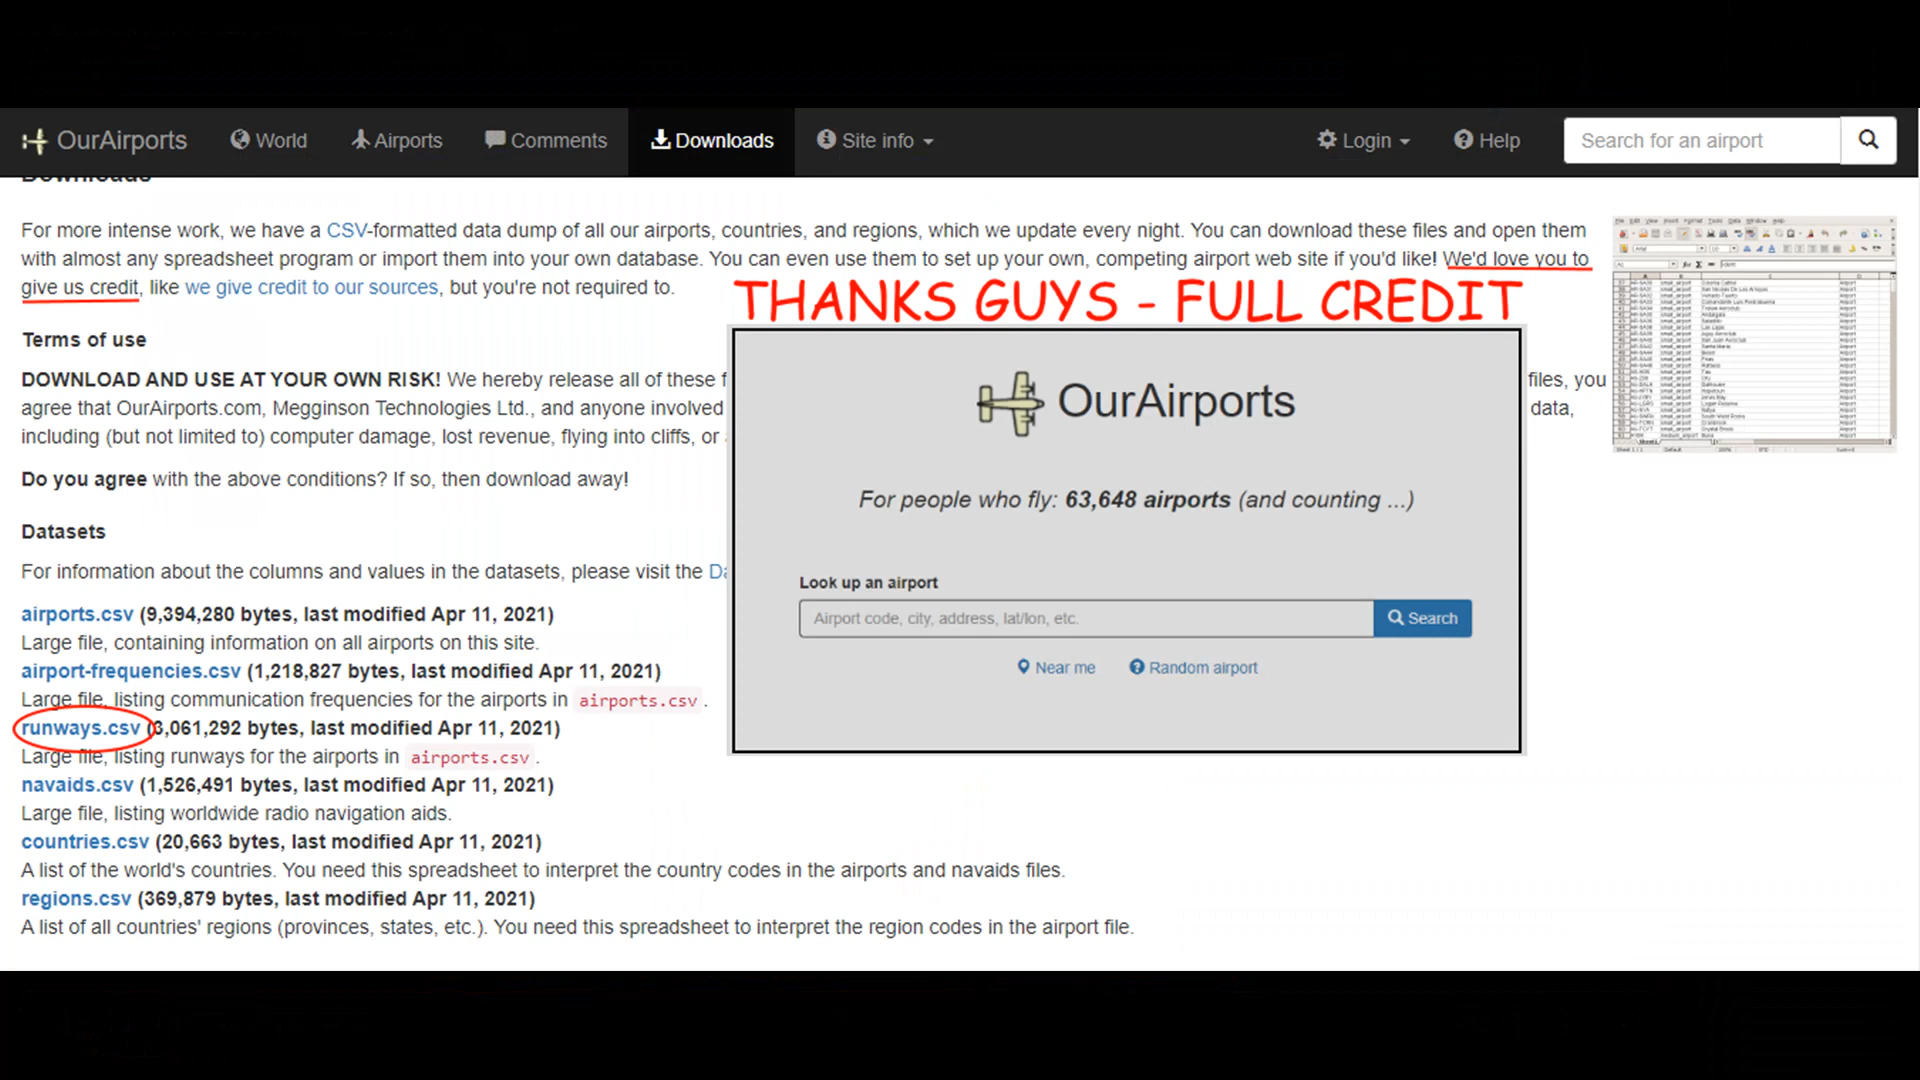 OurAirports World Airports Comments Downloads Site info Login Help Search for an airport
For more intense work, we have a CSV-formatted data dump of all our airports, countries, and regions, which we update every night. You can download these files and open them
with almost any spreadsheet program or import them into your own database. You can even use them to set up your own, competing airport web site if you'd like! We'd love you to
give us credit, like we give credit to our sources, but you're not required to.
THANKS GUYS - FULL CREDIT
Terms of use
DOWNLOAD AND USE AT YOUR OWN RISK! We hereby release all of these f
files, you
agree that OurAirports.com, Megginson Technologies Ltd., and anyone involved
data,
including (but not limited to) computer damage, lost revenue, flying into cliffs, or
Do you agree with the above conditions? If so, then download away!
Datasets
For information about the columns and values in the datasets, please visit the Da
airports.csv (9,394,280 bytes, last modified Apr 11, 2021)
Large file, containing information on all airports on this site.
airport-frequencies.csv (1,218,827 bytes, last modified Apr 11, 2021)
Large file, listing communication frequencies for the airports in airports.csv.
runways.csv (3,061,292 bytes, last modified Apr 11, 2021)
Large file, listing runways for the airports in airports.csv.
navaids.csv (1,526,491 bytes, last modified Apr 11, 2021)
Large file, listing worldwide radio navigation aids.
countries.csv (20,663 bytes, last modified Apr 11, 2021)
A list of the world's countries. You need this spreadsheet to interpret the country codes in the airports and navaids files.
regions.csv (369,879 bytes, last modified Apr 11, 2021)
A list of all countries' regions (provinces, states, etc.). You need this spreadsheet to interpret the region codes in the airport file.
OurAirports
For people who fly: 63,648 airports (and counting ...)
Look up an airport
Airport code, city, address, lat/lon, etc. Search
Near me Random airport